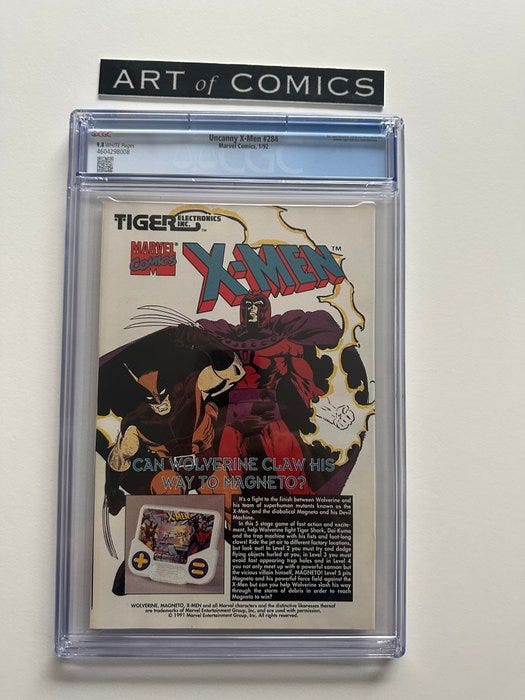 ART of COMICS
CGC
Uncanny X-Men #284
Marvel Comics, 1/92
9.8 WHITE Pages
4604298008
TIGER ELECTRONICS INC.™
MARVEL COMICS
X-MEN™
CAN WOLVERINE CLAW HIS
WAY TO MAGNETO?
It's a fight to the finish between Wolverine and
his team of superhuman mutants known as the
X-Men, and the diabolical Magneto and his Devil
Machine.
In this 5 stage game of fast action and excite-
ment, help Wolverine fight Tiger Shark, Dai-Kuma
and the trap machine with his fists and foot-long
claws! Ride the jet air to different factory locations,
but look out! In Level 2 you must try and dodge
flying objects hurled at you, in Level 3 you must
avoid fast appearing trap holes and in Level 4
you not only meet up with a powerful cannon but
the vicious villain himself, MAGNETO! Level 5 pits
Magneto and his powerful force field against the
X-Men but can you help Wolverine slash his way
through the storm of debris in order to reach
Magneto to win?
X-MEN
WOLVERINE, MAGNETO, X-MEN and all Marvel characters and the distinctive likenesses thereof
are trademarks of Marvel Entertainment Group, Inc. and are used with permission.
© 1991 Marvel Entertainment Group, Inc. All rights reserved.